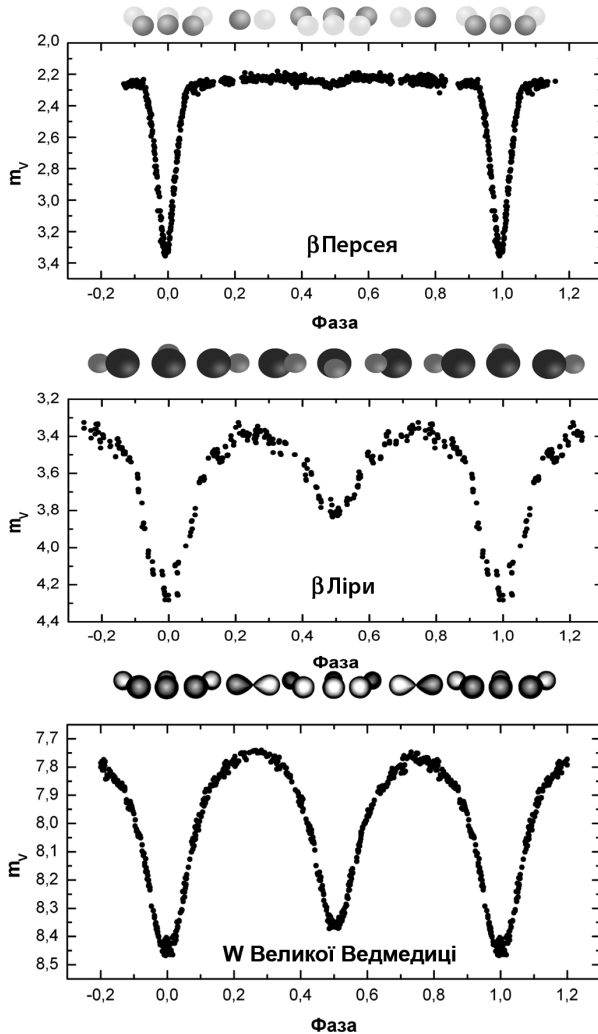 2,0
2,2
2,4
2,6
2,8
3,0
3,2
3,4
mV
βПерсея
-0,2 0,0 0,2 0,4 0,6 0,8 1,0 1,2
Фаза
3,2
3,4
3,6
3,8
4,0
4,2
4,4
mV
βЛіри
-0,2 0,0 0,2 0,4 0,6 0,8 1,0 1,2
Фаза
7,7
7,8
7,9
8,0
8,1
8,2
8,3
8,4
8,5
mV
W Великої Ведмедиці
-0,2 0,0 0,2 0,4 0,6 0,8 1,0 1,2
Фаза